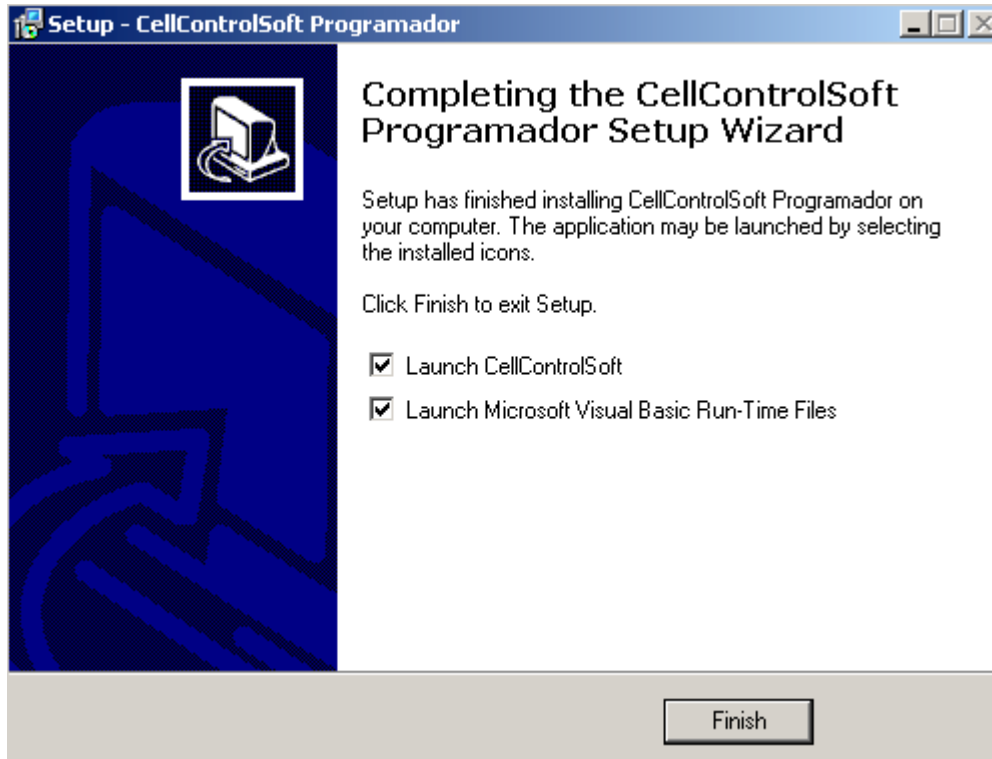 Setup - CellControlSoft Programador
Completing the CellControlSoft
Programador Setup Wizard
Setup has finished installing CellControlSoft Programador on
your computer. The application may be launched by selecting
the installed icons.
Click Finish to exit Setup.
Launch CellControlSoft
Launch Microsoft Visual Basic Run-Time Files
Finish